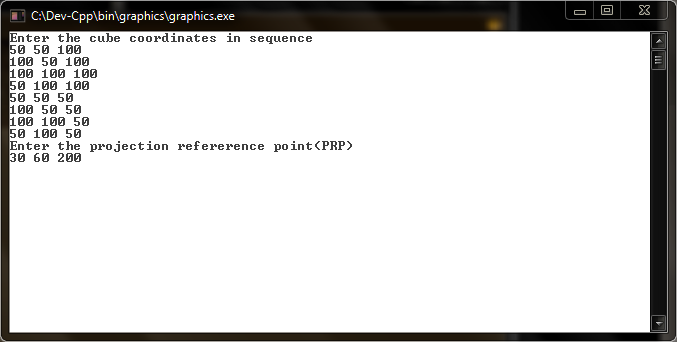 C:\Dev-Cpp\bin\graphics\graphics.exe
Enter the cube coordinates in sequence
50 50 100
100 50 100
100 100 100
50 100 100
50 50 50
100 50 50
100 100 50
50 100 50
Enter the projection refererence point(PRP)
30 60 200